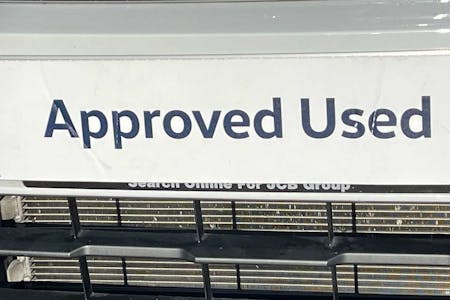 Approved Used
Search Online For JCB Group